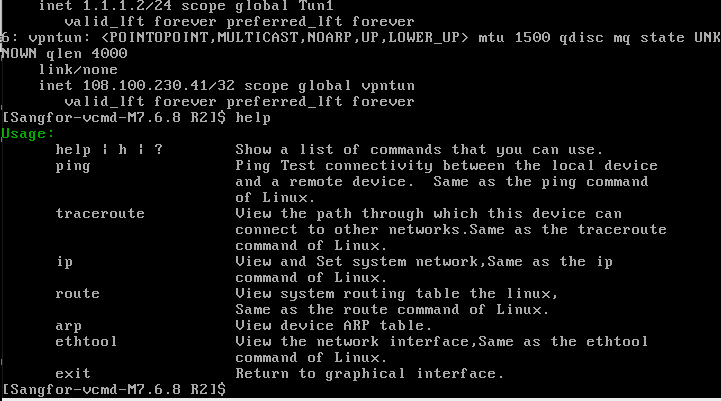 inet 1.1.1.2/24 scope global Tun1
valid_lft forever preferred_lft forever
6: vpntun: <POINTOPOINT,MULTICAST,NOARP,UP,LOWER_UP> mtu 1500 qdisc mq state UNK
NOWN qlen 4000
link/none
inet 108.100.230.41/32 scope global vpntun
valid_lft forever preferred_lft forever
[Sangfor-vcmd-M7.6.8 R2]$ help
Usage:
help | h | ? Show a list of commands that you can use.
ping Ping Test connectivity between the local device
and a remote device.  Same as the ping command
of Linux.
traceroute View the path through which this device can
connect to other networks.Same as the traceroute
command of Linux.
ip View and Set system network,Same as the ip
command of Linux.
route View system routing table the linux,
Same as the route command of Linux.
arp View device ARP table.
ethtool View the network interface,Same as the ethtool
command of Linux.
exit Return to graphical interface.
[Sangfor-vcmd-M7.6.8 R2]$